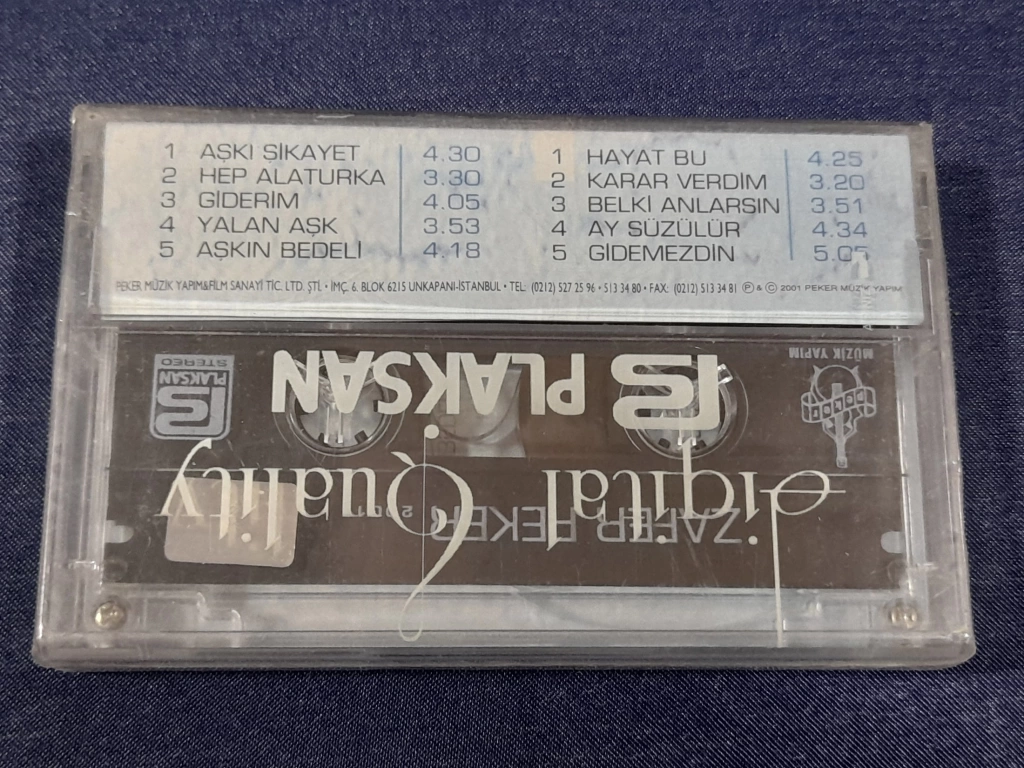 1 AŞKI SİKAYET 4.30
2 HEP ALATURKA 3.30
3 GİDERİM 4.05
4 YALAN AŞK 3.53
5 AŞKIN BEDELİ 4.18
1 HAYAT BU 4.25
2 KARAR VERDİM 3.20
3 BELKİ ANLARSIN 3.51
4 AY SÜZÜLÜR 4.34
5 GİDEMEZDİN 5.05
PEKER MÜZİK YAPIM&FİLM SANAYİ TİC. LTD. ŞTİ. • İMÇ. 6. BLOK 6215 UNKAPANI-İSTANBUL • TEL: (0212) 527 25 96 • 513 34 80 • FAX: (0212) 513 34 81 ℗ & © 2001 PEKER MÜZİK YAPIM
PEKER
MÜZİK YAPIM
PLAKSAN
PLAKSAN
STEREO
Digital Quality
ZAFER PEKER 2001